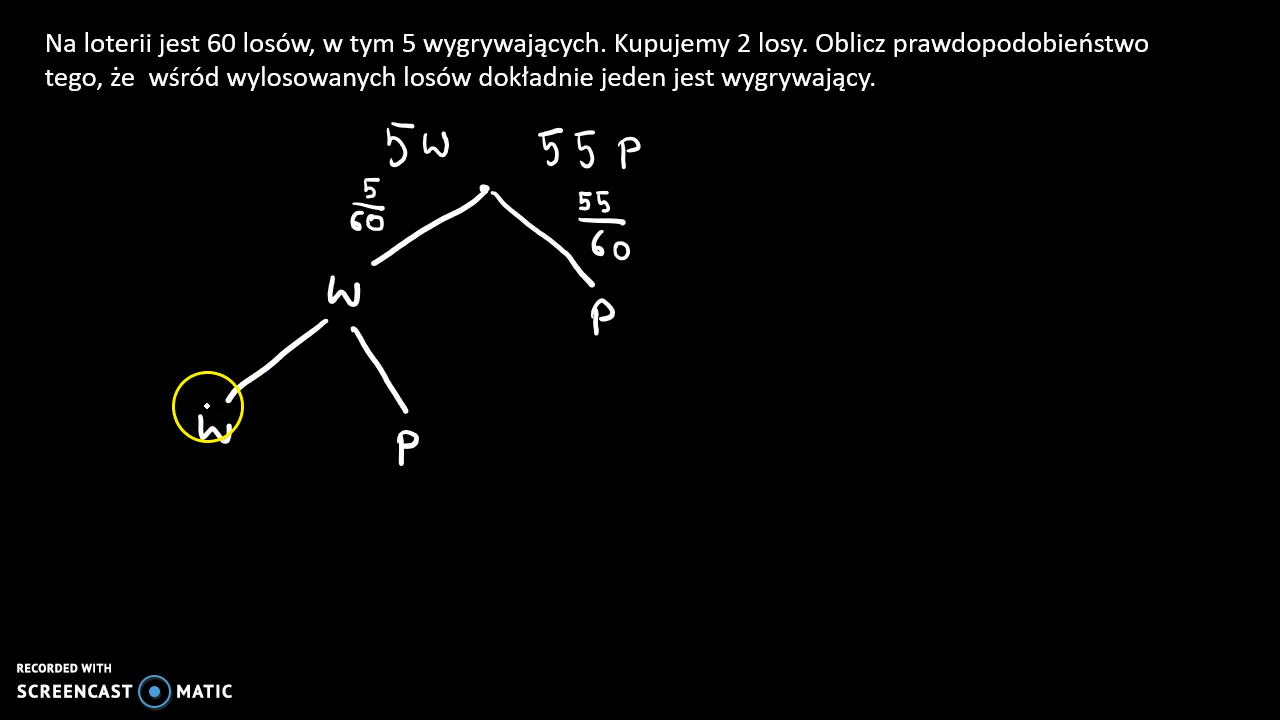 Na loterii jest 60 losów, w tym 5 wygrywających. Kupujemy 2 losy. Oblicz prawdopodobieństwo
tego, że wśród wylosowanych losów dokładnie jeden jest wygrywający.
5 W 55 P
5/60 55/60
W P
W P
RECORDED WITH
SCREENCAST MATIC